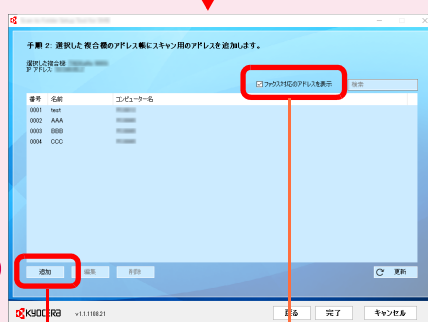 手順 2: 選択した複合機のアドレス帳にスキャン用のアドレスを追加します。
選択した複合機
IP アドレス
ファクス対応のアドレスを表示
検索
番号 名前 コンピューター名
0001 test
0002 AAA
0003 BBB
0004 CCC
追加 編集 削除 更新
KYOCERA v1.1.1108.21 戻る 完了 キャンセル